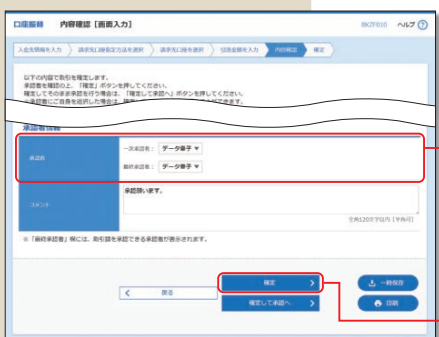 口座振替 内容確認［画面入力］
BKZF010 ヘルプ ?
入金先情報を入力 請求先口座指定方法を選択 請求先口座を選択 引落金額を入力 内容確認 確定
以下の内容で取引を確定します。
承認者を確認の上、「確定」ボタンを押してください。
確定してそのまま承認を行う場合は、「確定して承認へ」ボタンを押してください。
承認者情報
承認者
一次承認者： データ幸子
最終承認者： データ幸子
コメント
承認願います。
全角120文字以内［半角可］
※「最終承認者」欄には、取引額を承認できる承認者が表示されます。
戻る
確定
一時保存
確定して承認へ
印刷